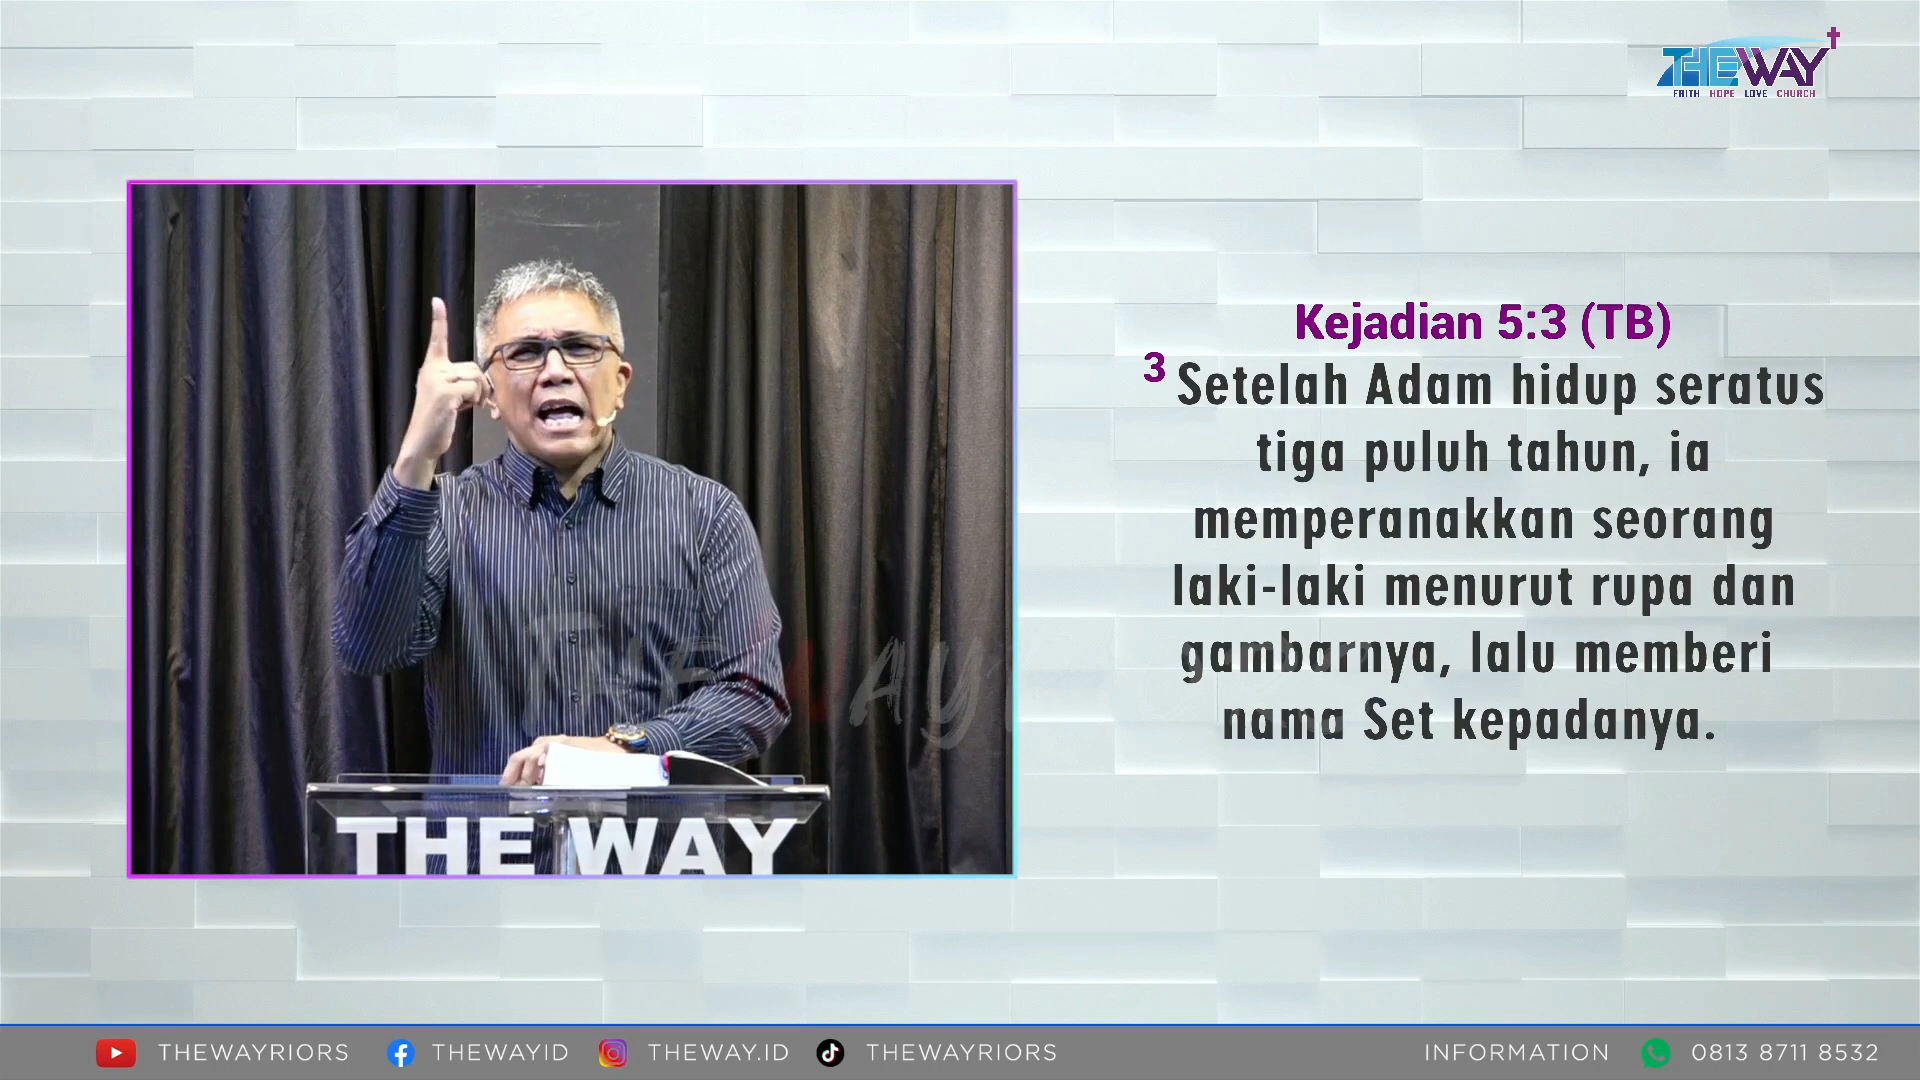 THEWAY
FAITH HOPE LOVE CHURCH
Kejadian 5:3 (TB)
3 Setelah Adam hidup seratus
tiga puluh tahun, ia
memperanakkan seorang
laki-laki menurut rupa dan
gambarnya, lalu memberi
nama Set kepadanya.
THEWAY
THE WAY
THEWAYRIORS THEWAYID THEWAY.ID THEWAYRIORS INFORMATION 0813 8711 8532